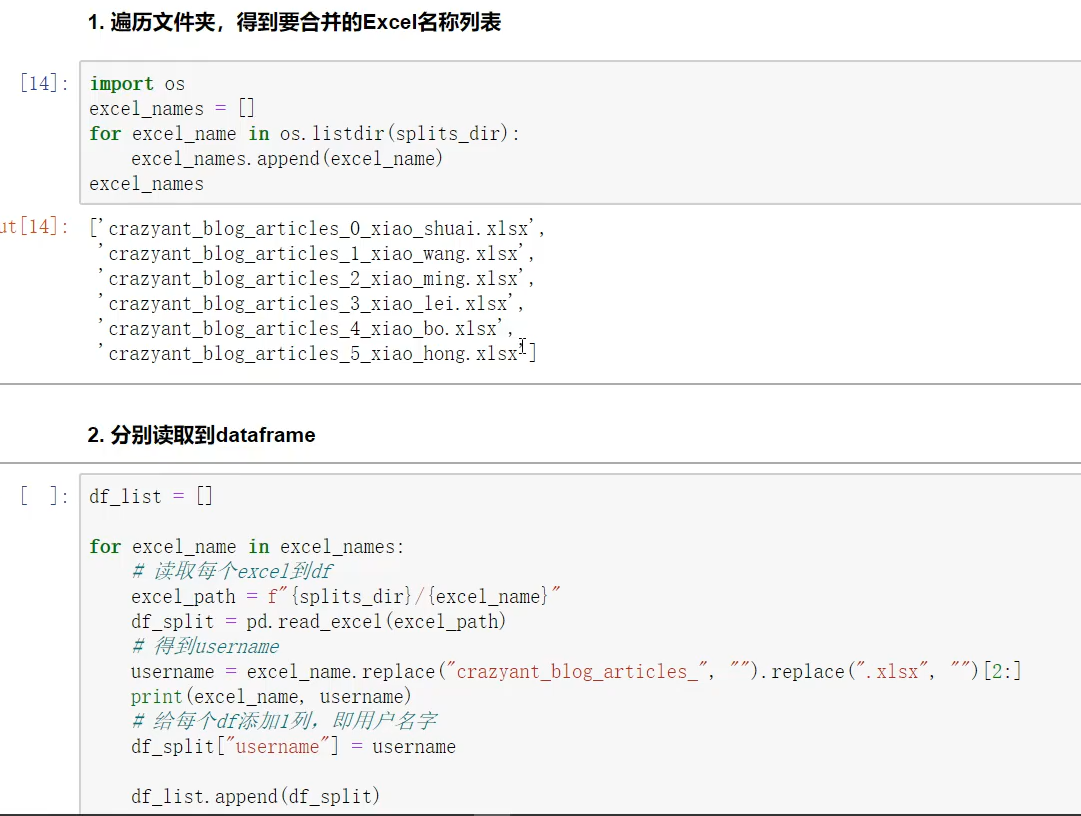 1. 遍历文件夹，得到要合并的Excel名称列表
[14]:
import os
excel_names = []
for excel_name in os.listdir(splits_dir):
    excel_names.append(excel_name)
excel_names
ut[14]:
['crazyant_blog_articles_0_xiao_shuai.xlsx',
 'crazyant_blog_articles_1_xiao_wang.xlsx',
 'crazyant_blog_articles_2_xiao_ming.xlsx',
 'crazyant_blog_articles_3_xiao_lei.xlsx',
 'crazyant_blog_articles_4_xiao_bo.xlsx',
 'crazyant_blog_articles_5_xiao_hong.xlsx']
2. 分别读取到dataframe
[ ]:
df_list = []
for excel_name in excel_names:
    # 读取每个excel到df
    excel_path = f"{splits_dir}/{excel_name}"
    df_split = pd.read_excel(excel_path)
    # 得到username
    username = excel_name.replace("crazyant_blog_articles_", "").replace(".xlsx", "")[2:]
    print(excel_name, username)
    # 给每个df添加1列，即用户名字
    df_split["username"] = username
    df_list.append(df_split)